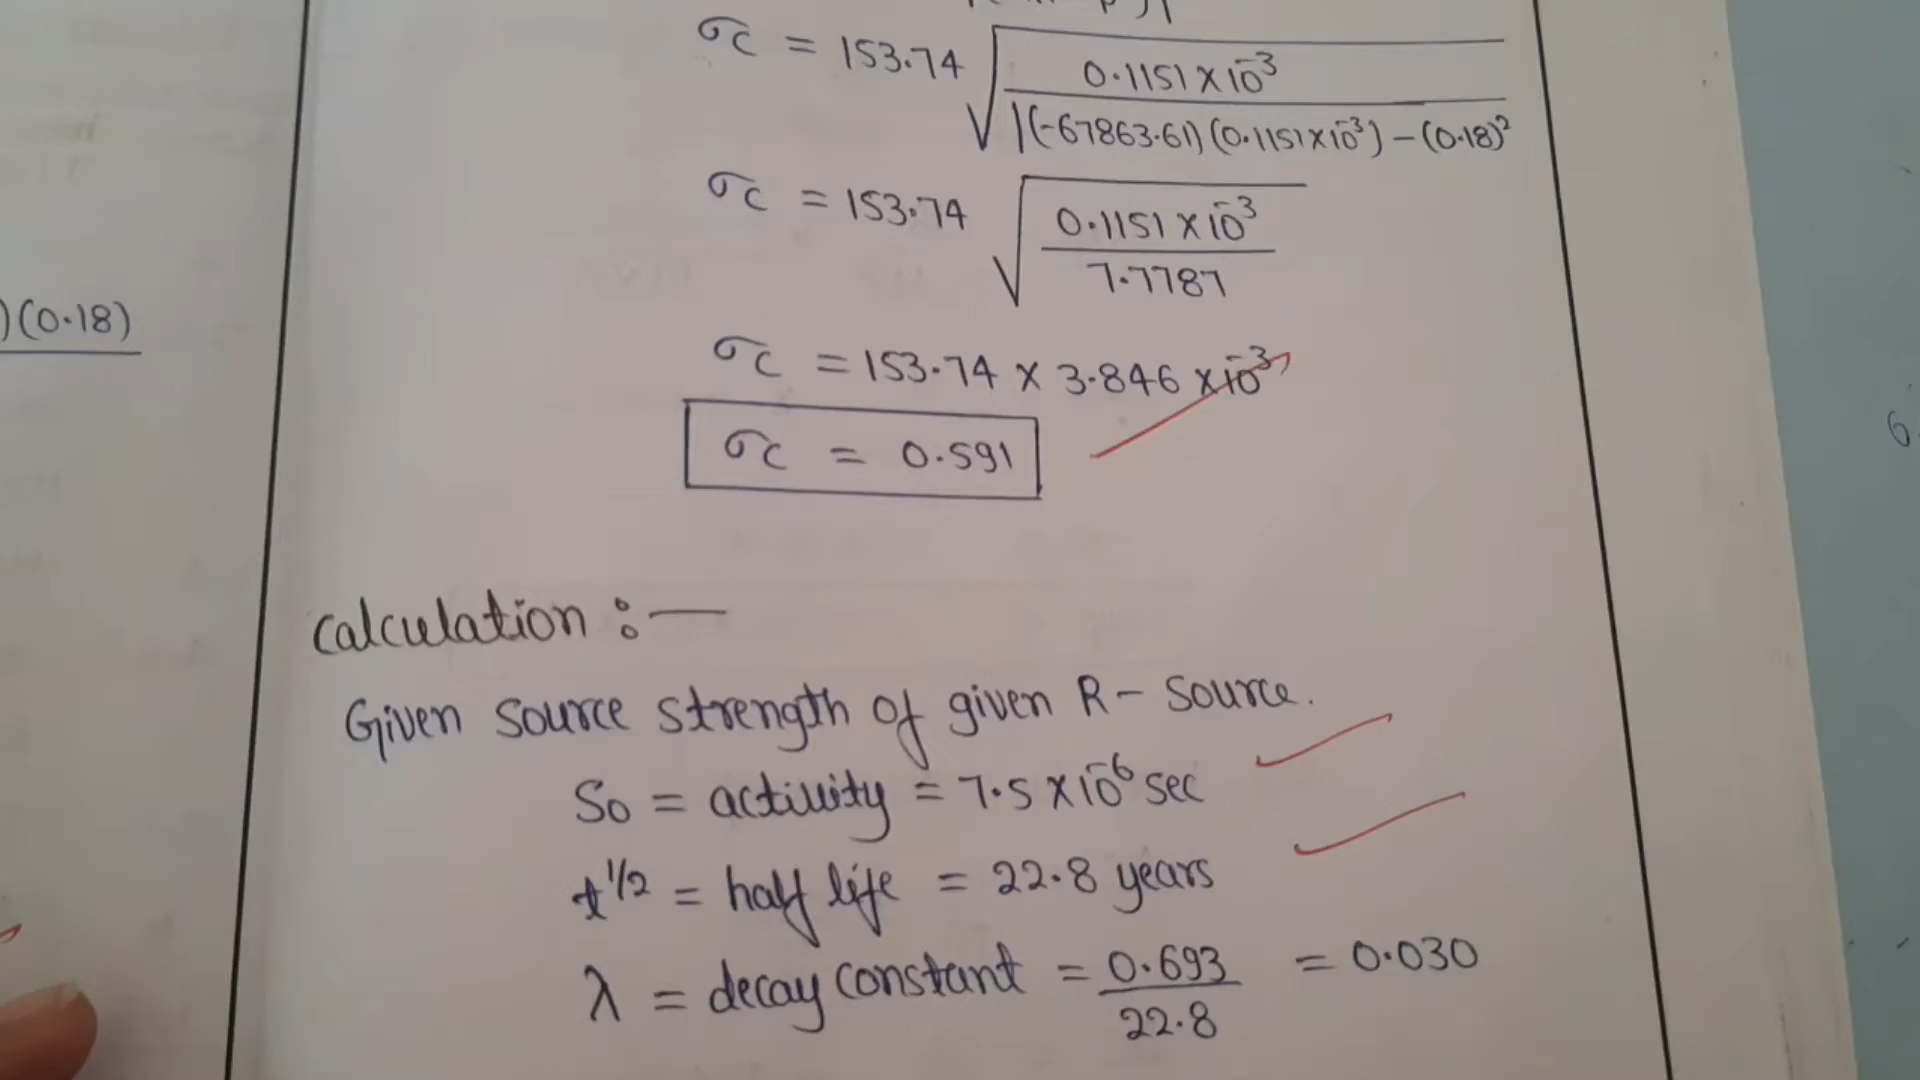 σc = 153.74 √(0.1151 × 10⁻³ / |(-67863.61)(0.1151×10⁻³) - (0.18)²
σc = 153.74 √(0.1151 × 10⁻³ / 7.7787)
)(0.18)
σc = 153.74 × 3.846 × 10⁻³
σc = 0.591
calculation :—
Given source strength of given R - source.
So = activity = 7.5 × 10⁻⁶ sec
t^1/2 = half life = 22.8 years
λ = decay constant = 0.693 / 22.8 = 0.030
6.